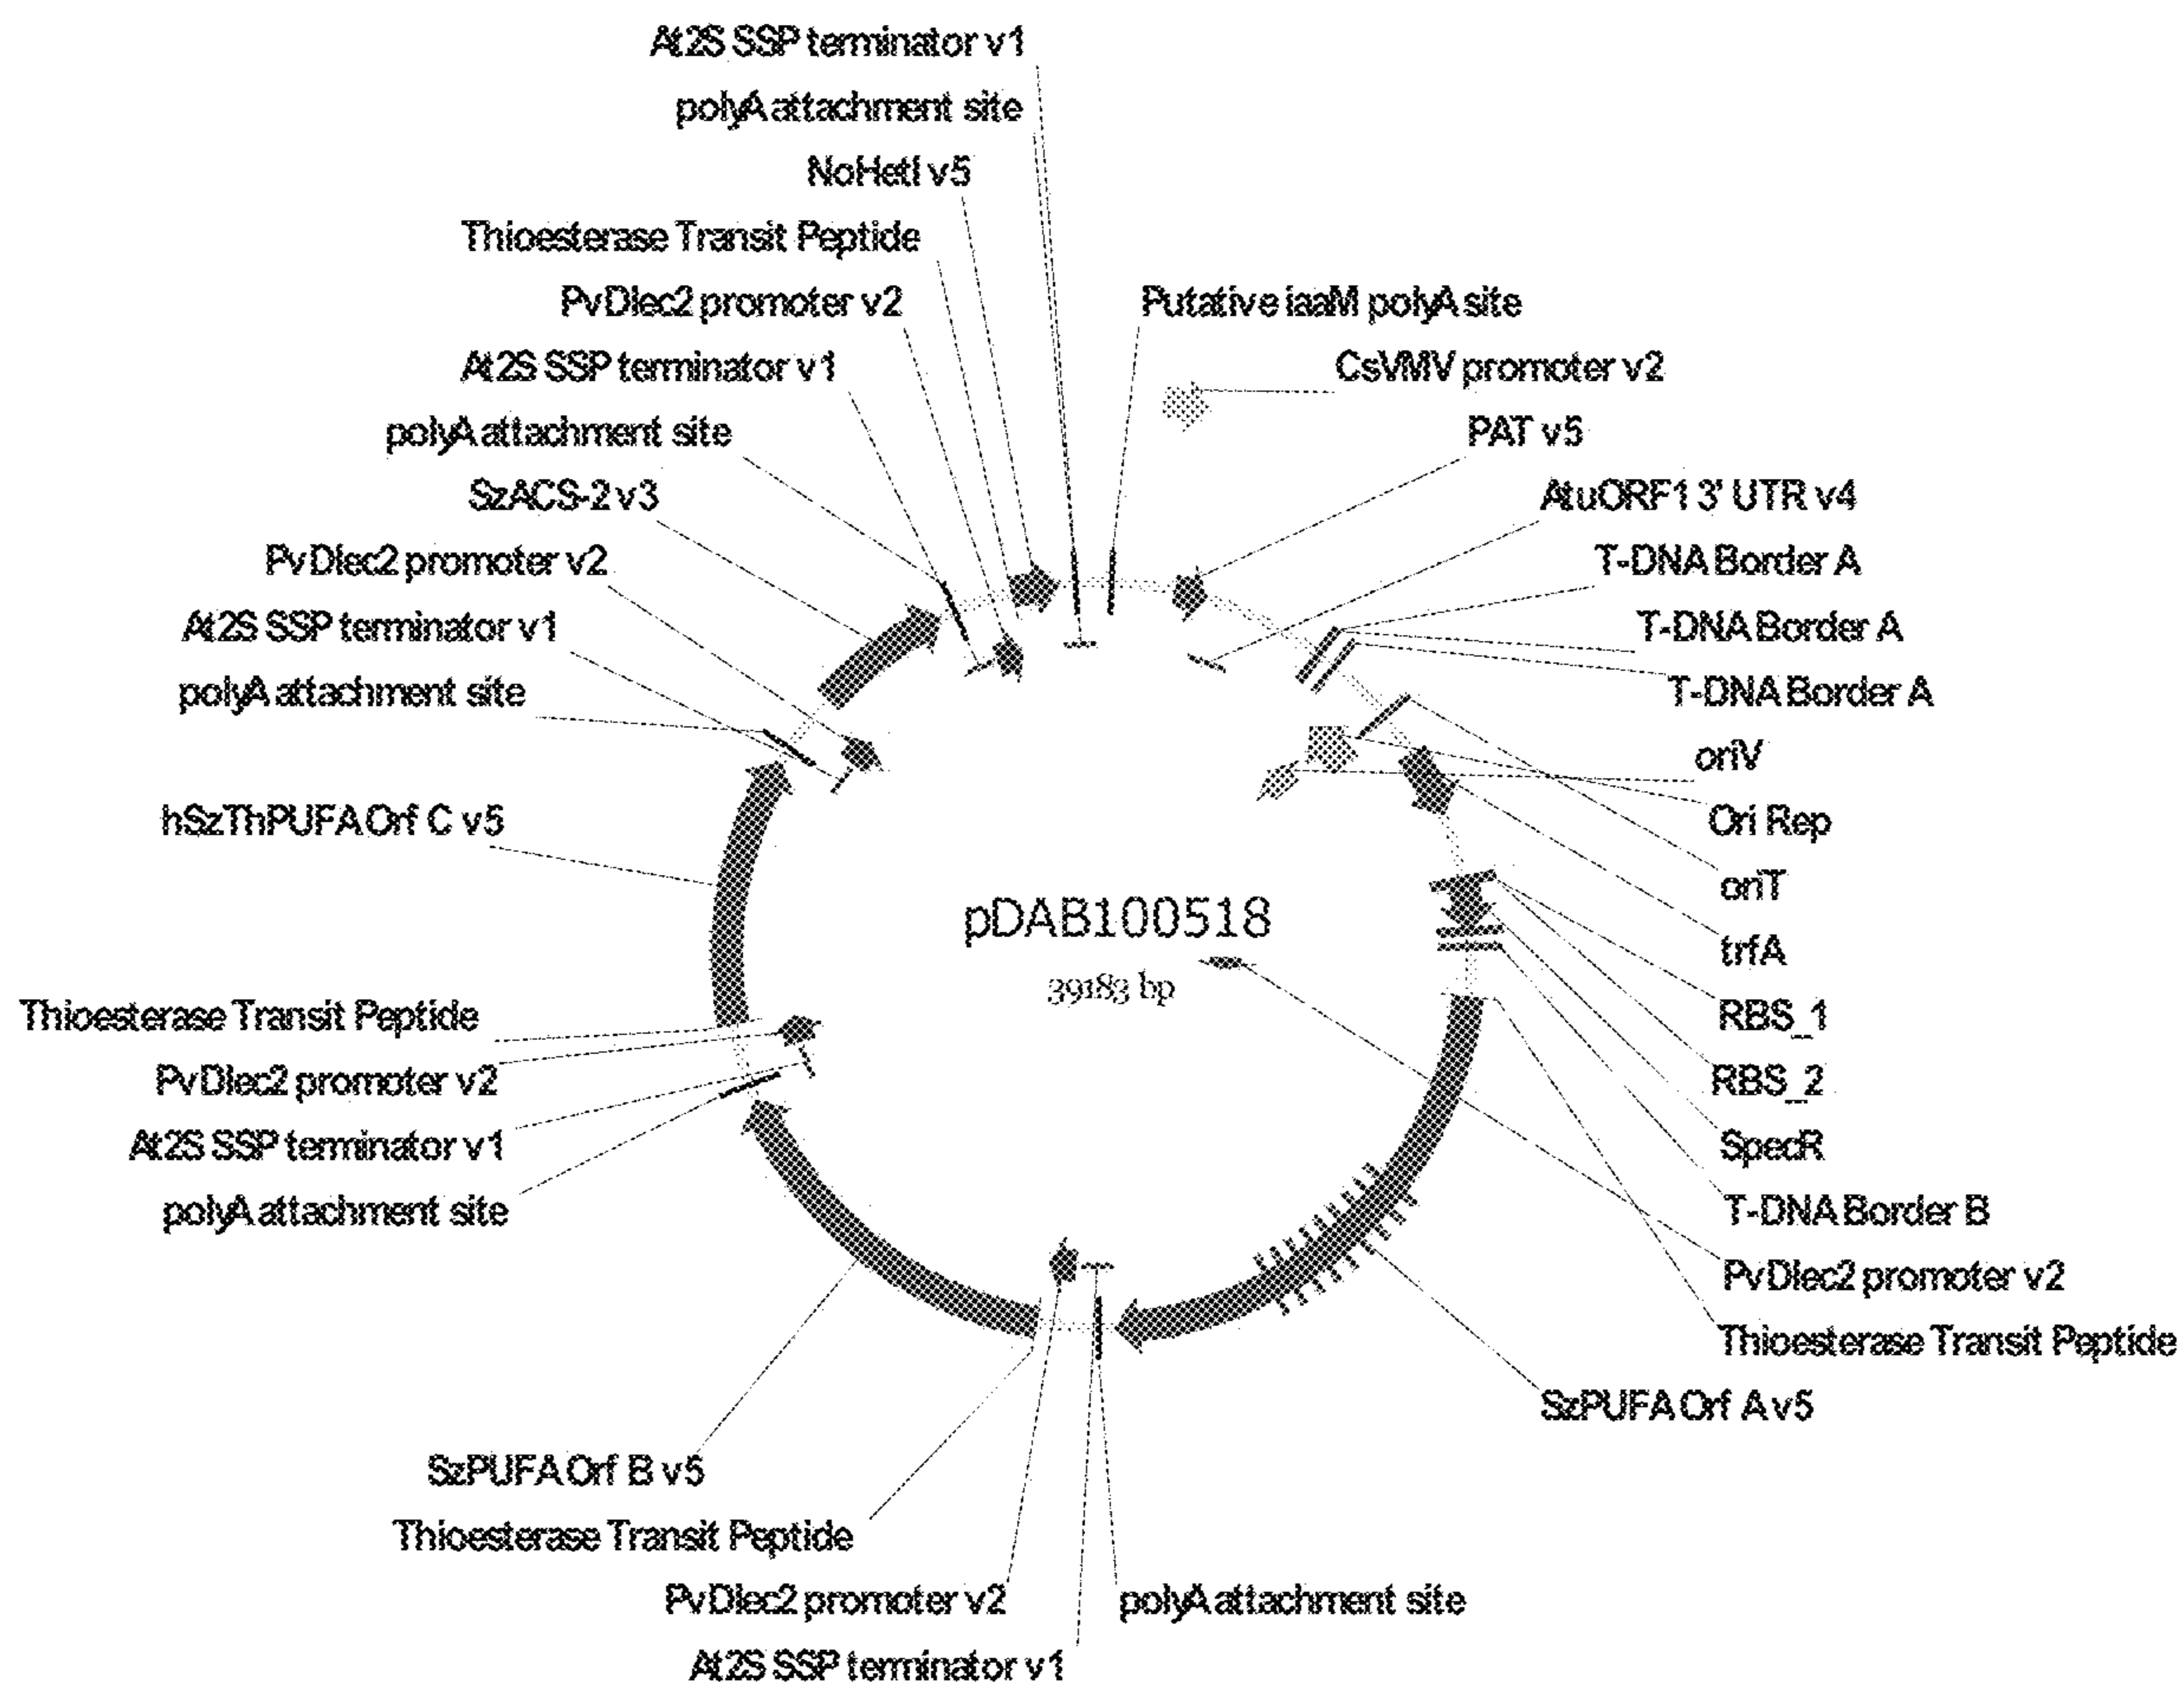 At2S SSP terminator v1
polyA attachment site
NoHetI v5
Thioesterase Transit Peptide
PvDlec2 promoter v2
At2S SSP terminator v1
polyA attachment site
SzACS-2 v3
PvDlec2 promoter v2
At2S SSP terminator v1
polyA attachment site
hSzThPUFA Orf C v5
Thioesterase Transit Peptide
PvDlec2 promoter v2
At2S SSP terminator v1
polyA attachment site
SzPUFA Orf B v5
Thioesterase Transit Peptide
PvDlec2 promoter v2
At2S SSP terminator v1
pDAB100518
39183 bp
Putative iaaM polyA site
CsVMV promoter v2
PAT v5
AtuORF1 3' UTR v4
T-DNA Border A
T-DNA Border A
T-DNA Border A
oriV
Ori Rep
oriT
trfA
RBS_1
RBS_2
SpecR
T-DNA Border B
PvDlec2 promoter v2
Thioesterase Transit Peptide
SzPUFA Orf A v5
polyA attachment site